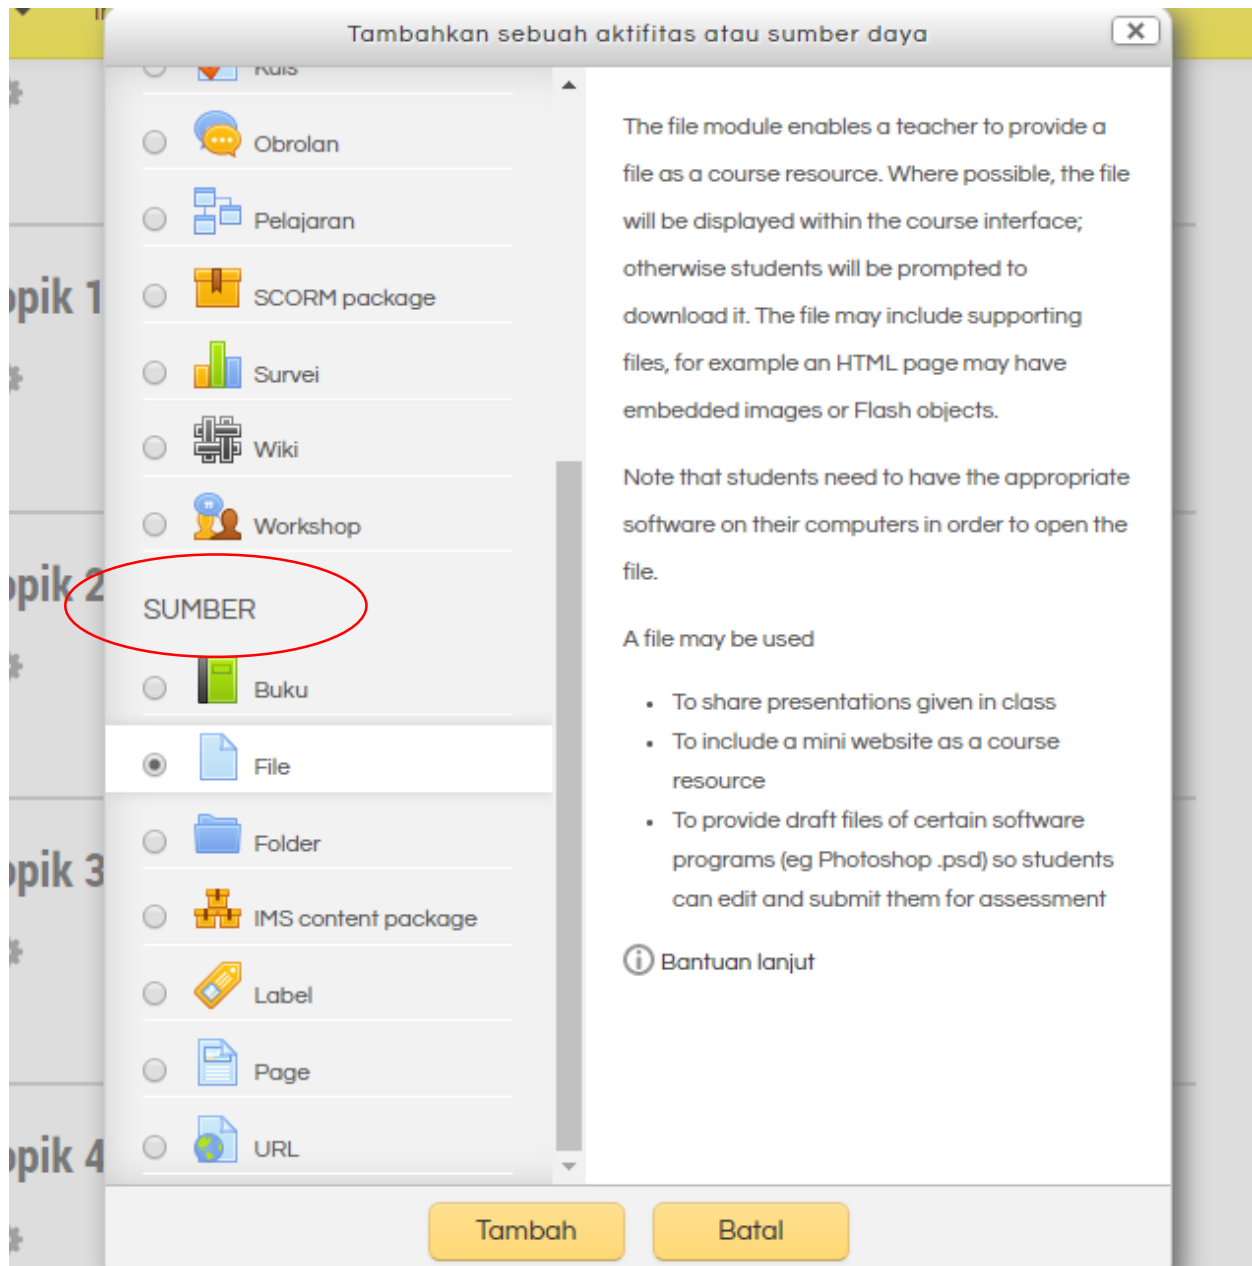 Tambahkan sebuah aktifitas atau sumber daya
Kuis
Obrolan
Pelajaran
SCORM package
Survei
Wiki
Workshop
SUMBER
Buku
File
Folder
IMS content package
Label
Page
URL
The file module enables a teacher to provide a
file as a course resource. Where possible, the file
will be displayed within the course interface;
otherwise students will be prompted to
download it. The file may include supporting
files, for example an HTML page may have
embedded images or Flash objects.
Note that students need to have the appropriate
software on their computers in order to open the
file.
A file may be used
• To share presentations given in class
• To include a mini website as a course
resource
• To provide draft files of certain software
programs (eg Photoshop .psd) so students
can edit and submit them for assessment
Bantuan lanjut
opik 1
opik 2
opik 3
opik 4
Tambah
Batal